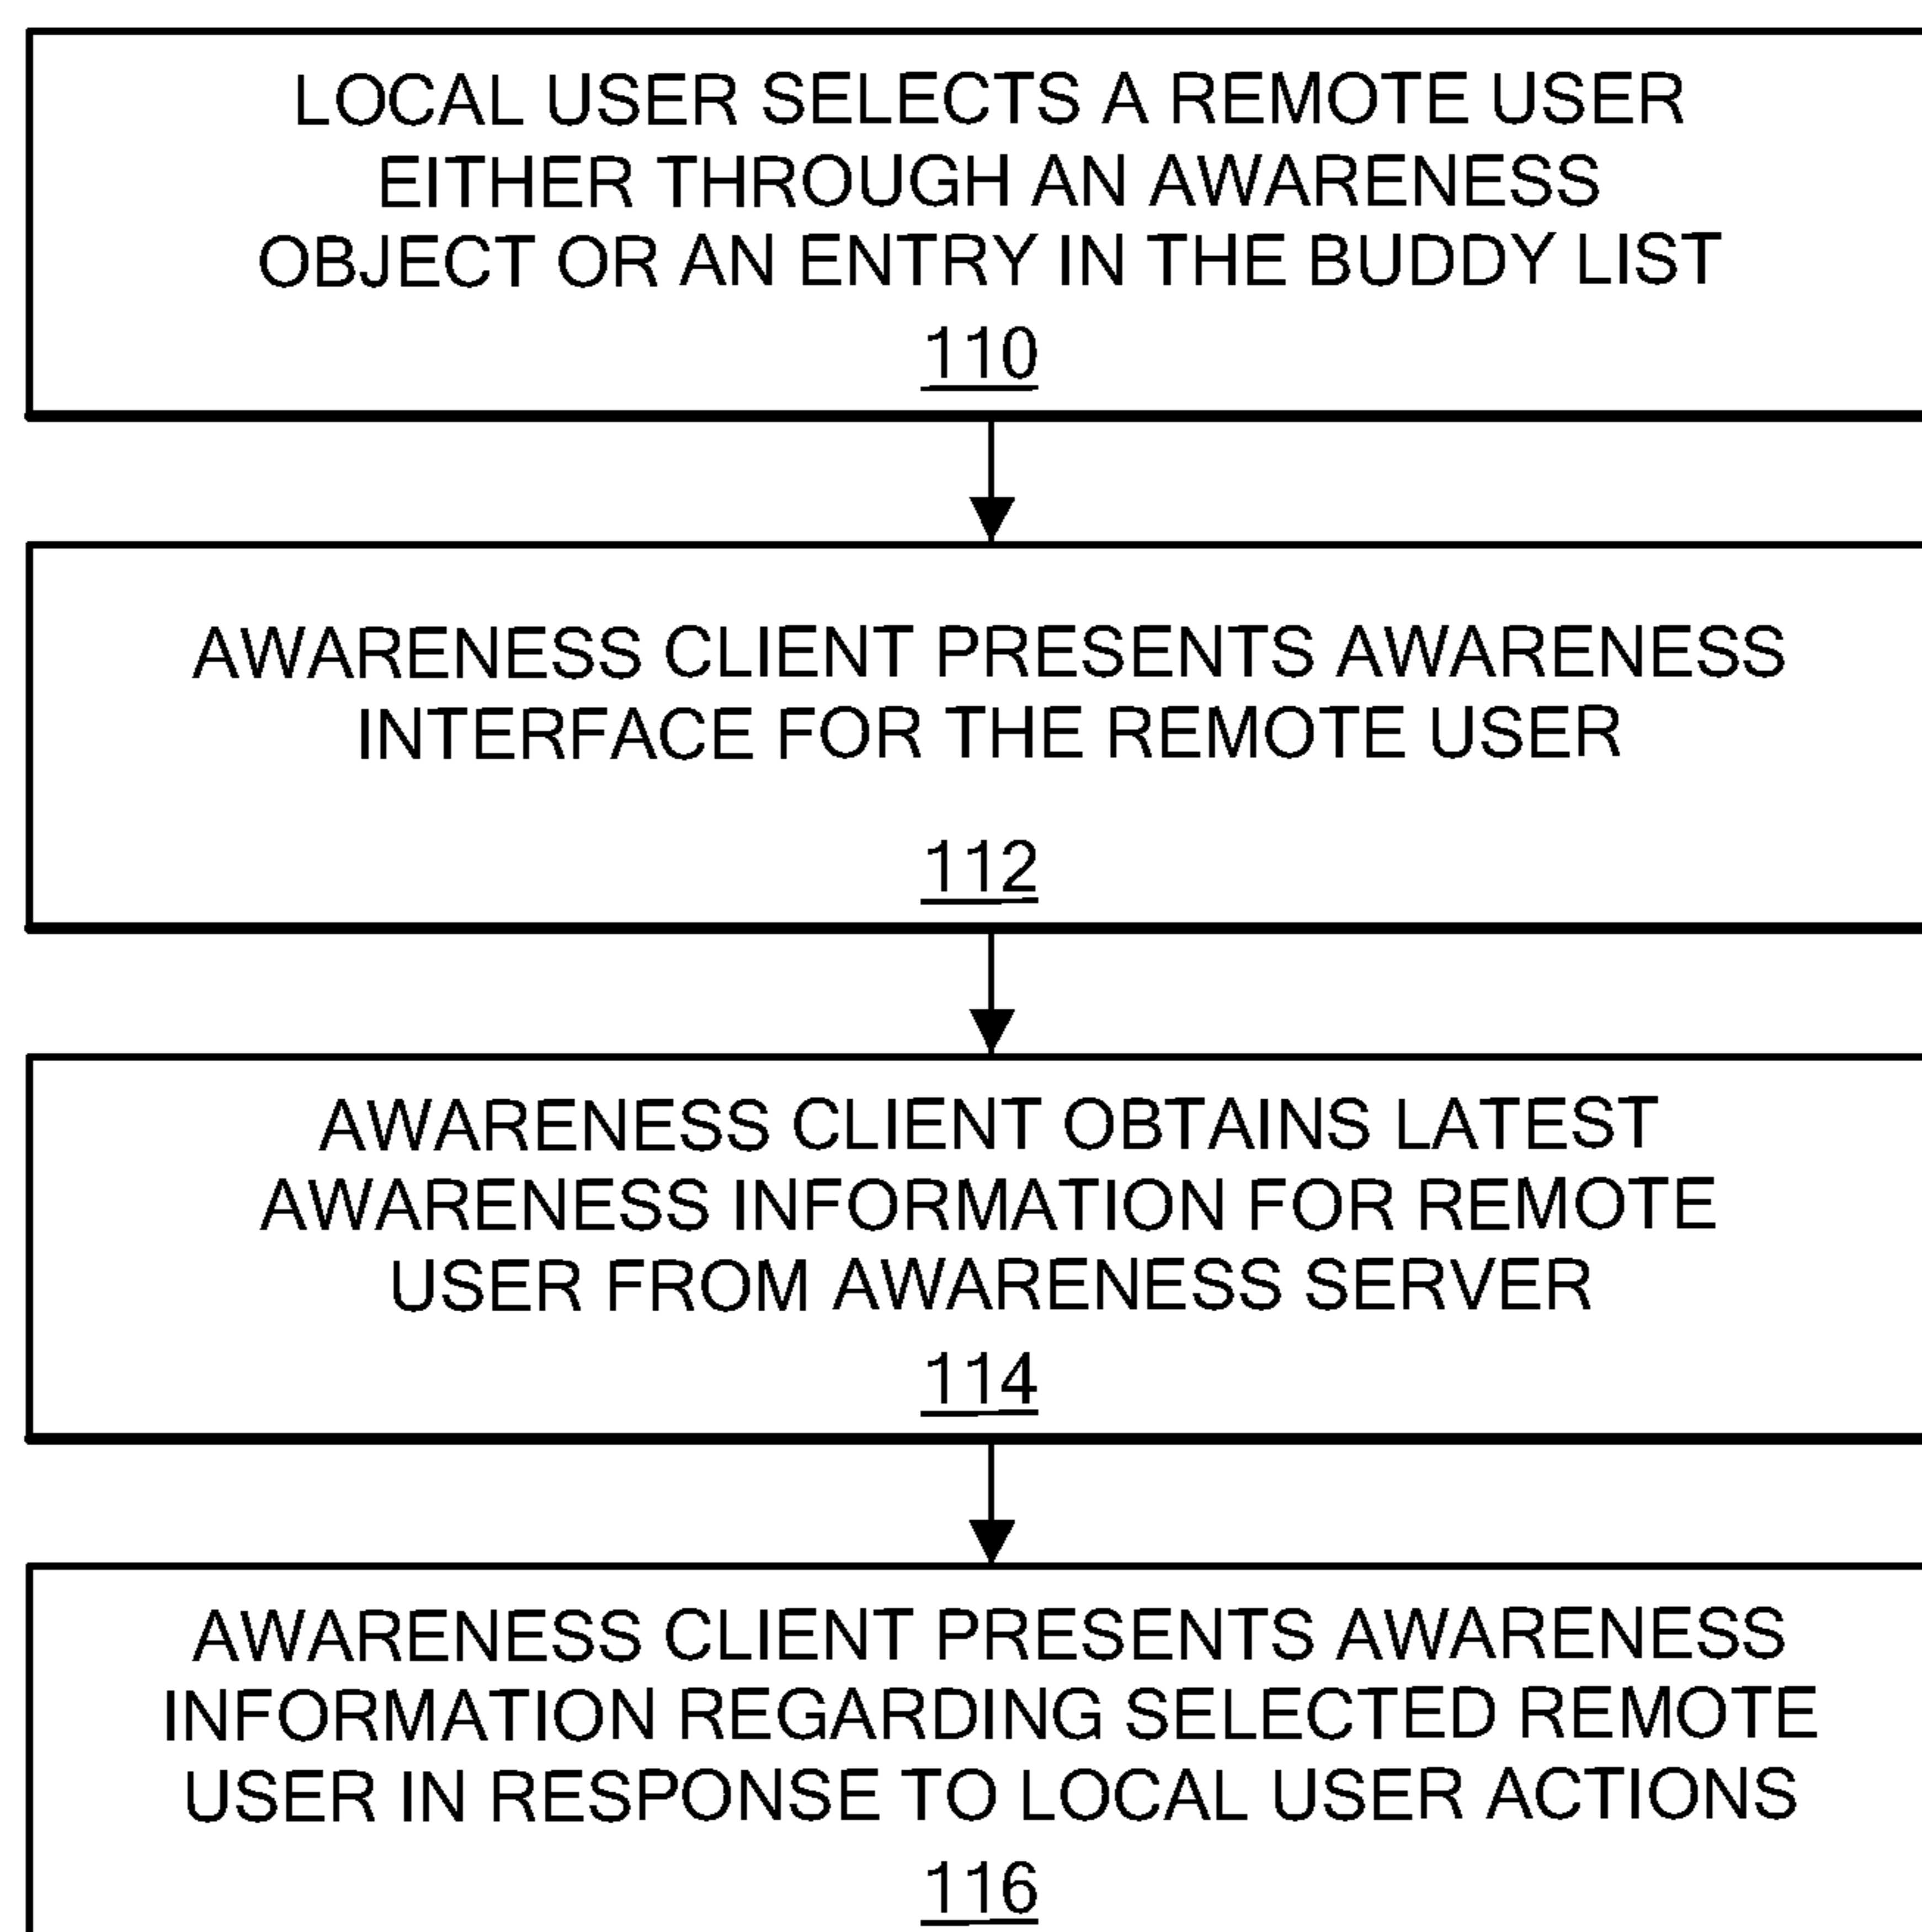 LOCAL USER SELECTS A REMOTE USER
EITHER THROUGH AN AWARENESS
OBJECT OR AN ENTRY IN THE BUDDY LIST
110
AWARENESS CLIENT PRESENTS AWARENESS
INTERFACE FOR THE REMOTE USER
112
AWARENESS CLIENT OBTAINS LATEST
AWARENESS INFORMATION FOR REMOTE
USER FROM AWARENESS SERVER
114
AWARENESS CLIENT PRESENTS AWARENESS
INFORMATION REGARDING SELECTED REMOTE
USER IN RESPONSE TO LOCAL USER ACTIONS
116